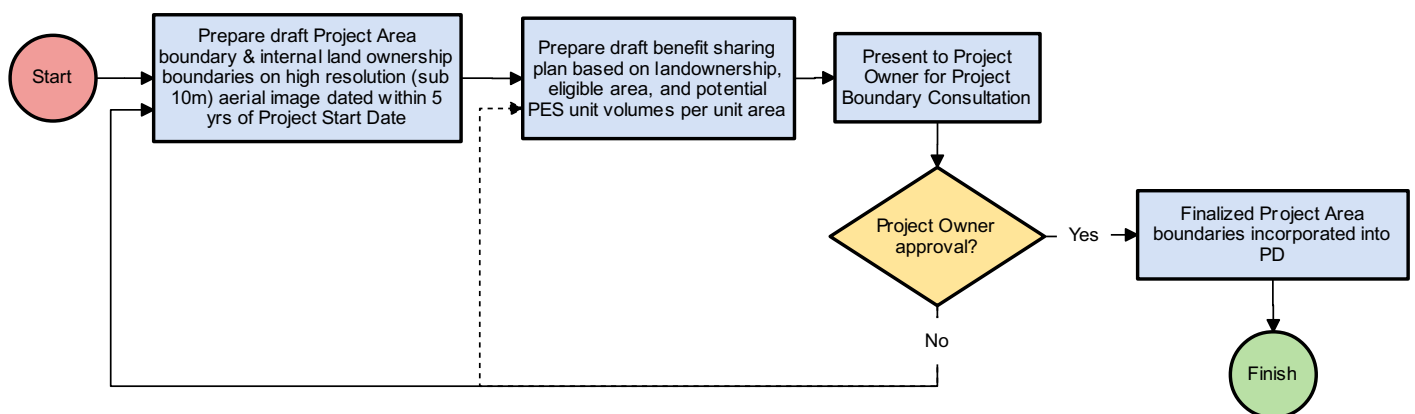 Start
Prepare draft Project Area
boundary & internal land ownership
boundaries on high resolution (sub
10m) aerial image dated within 5
yrs of Project Start Date
Prepare draft benefit sharing
plan based on landownership,
eligible area, and potential
PES unit volumes per unit area
Present to Project
Owner for Project
Boundary Consultation
Project Owner
approval?
Yes
Finalized Project Area
boundaries incorporated into
PD
No
Finish